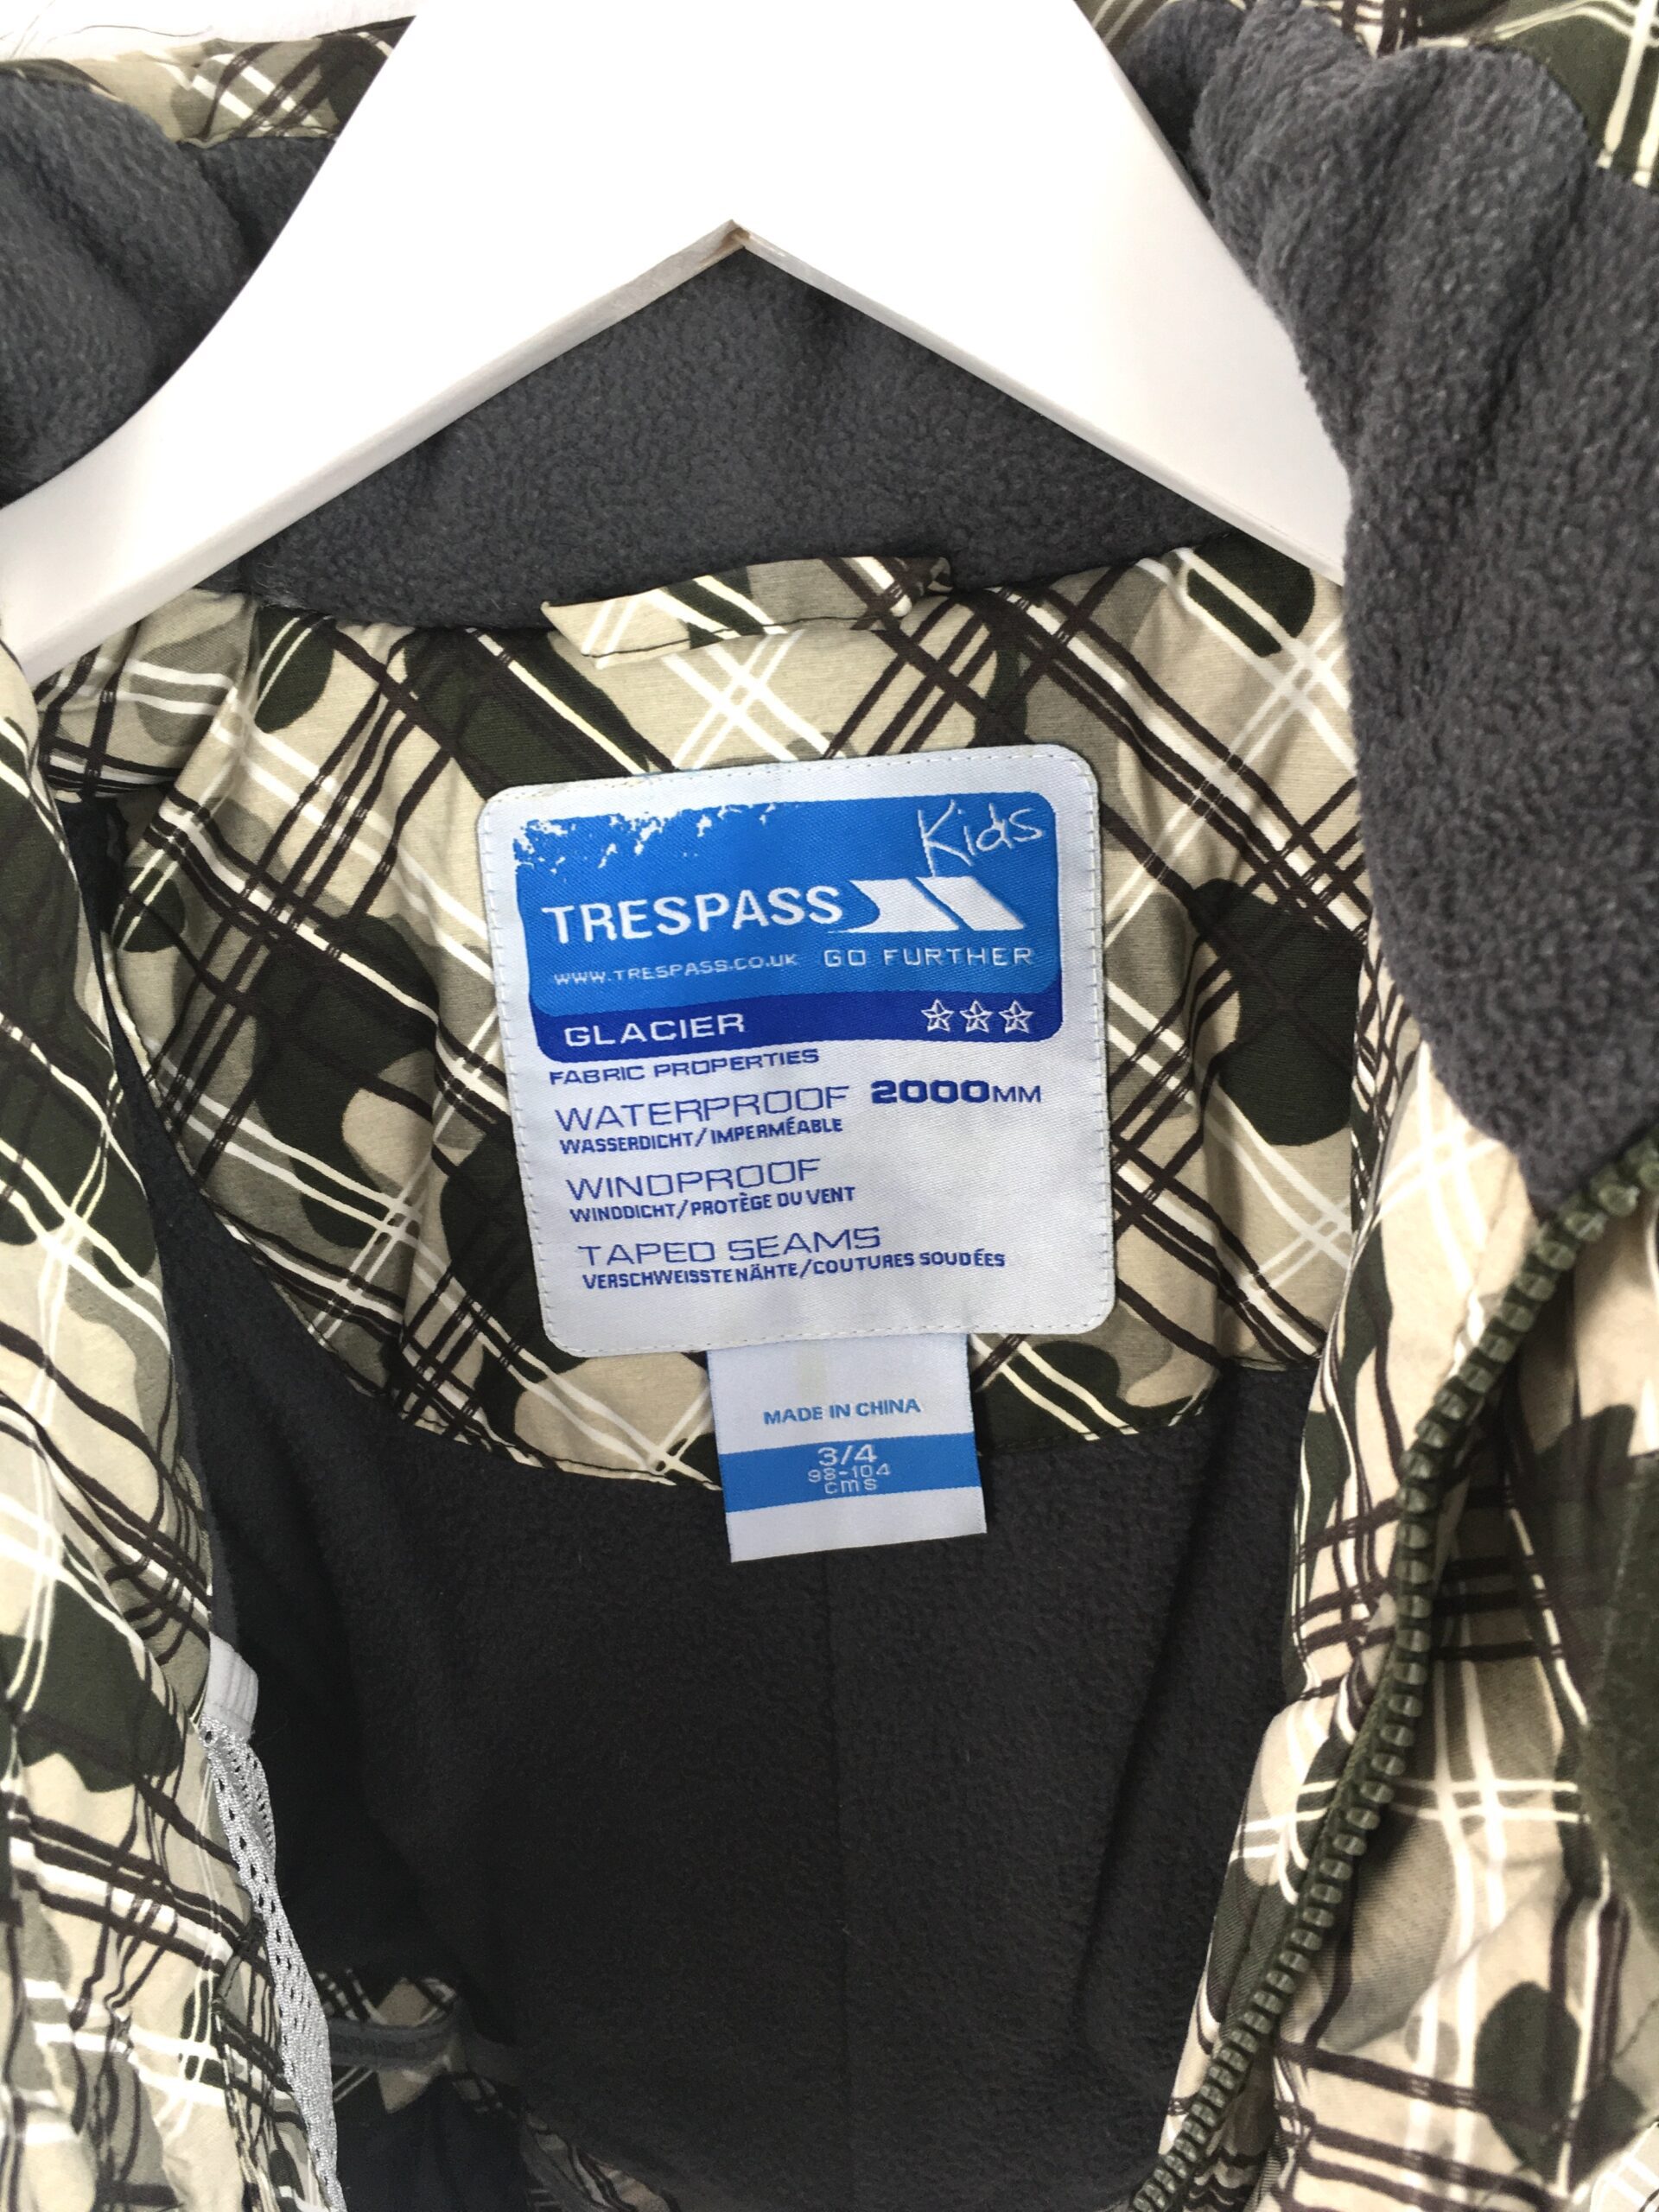 Kids
TRESPASS
WWW.TRESPASS.CO.UK GO FURTHER
GLACIER
FABRIC PROPERTIES
WATERPROOF 2000MM
WASSERDICHT/IMPERMÉABLE
WINDPROOF
WINDDICHT/PROTÈGE DU VENT
TAPED SEAMS
VERSCHWEISSTE NÄHTE/COUTURES SOUDÉES
MADE IN CHINA
3/4
98-104
cms